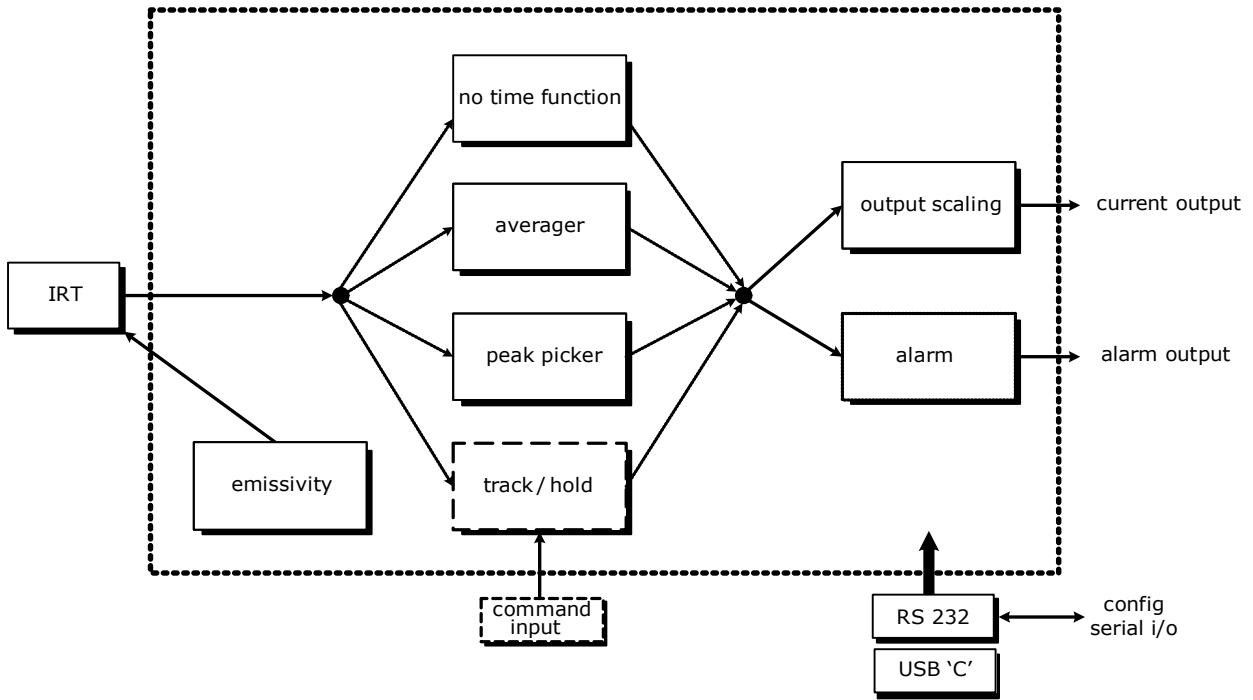 no time function
averager
output scaling
current output
IRT
peak picker
alarm
alarm output
emissivity
track / hold
command
input
RS 232
config
serial i/o
USB ‘C’